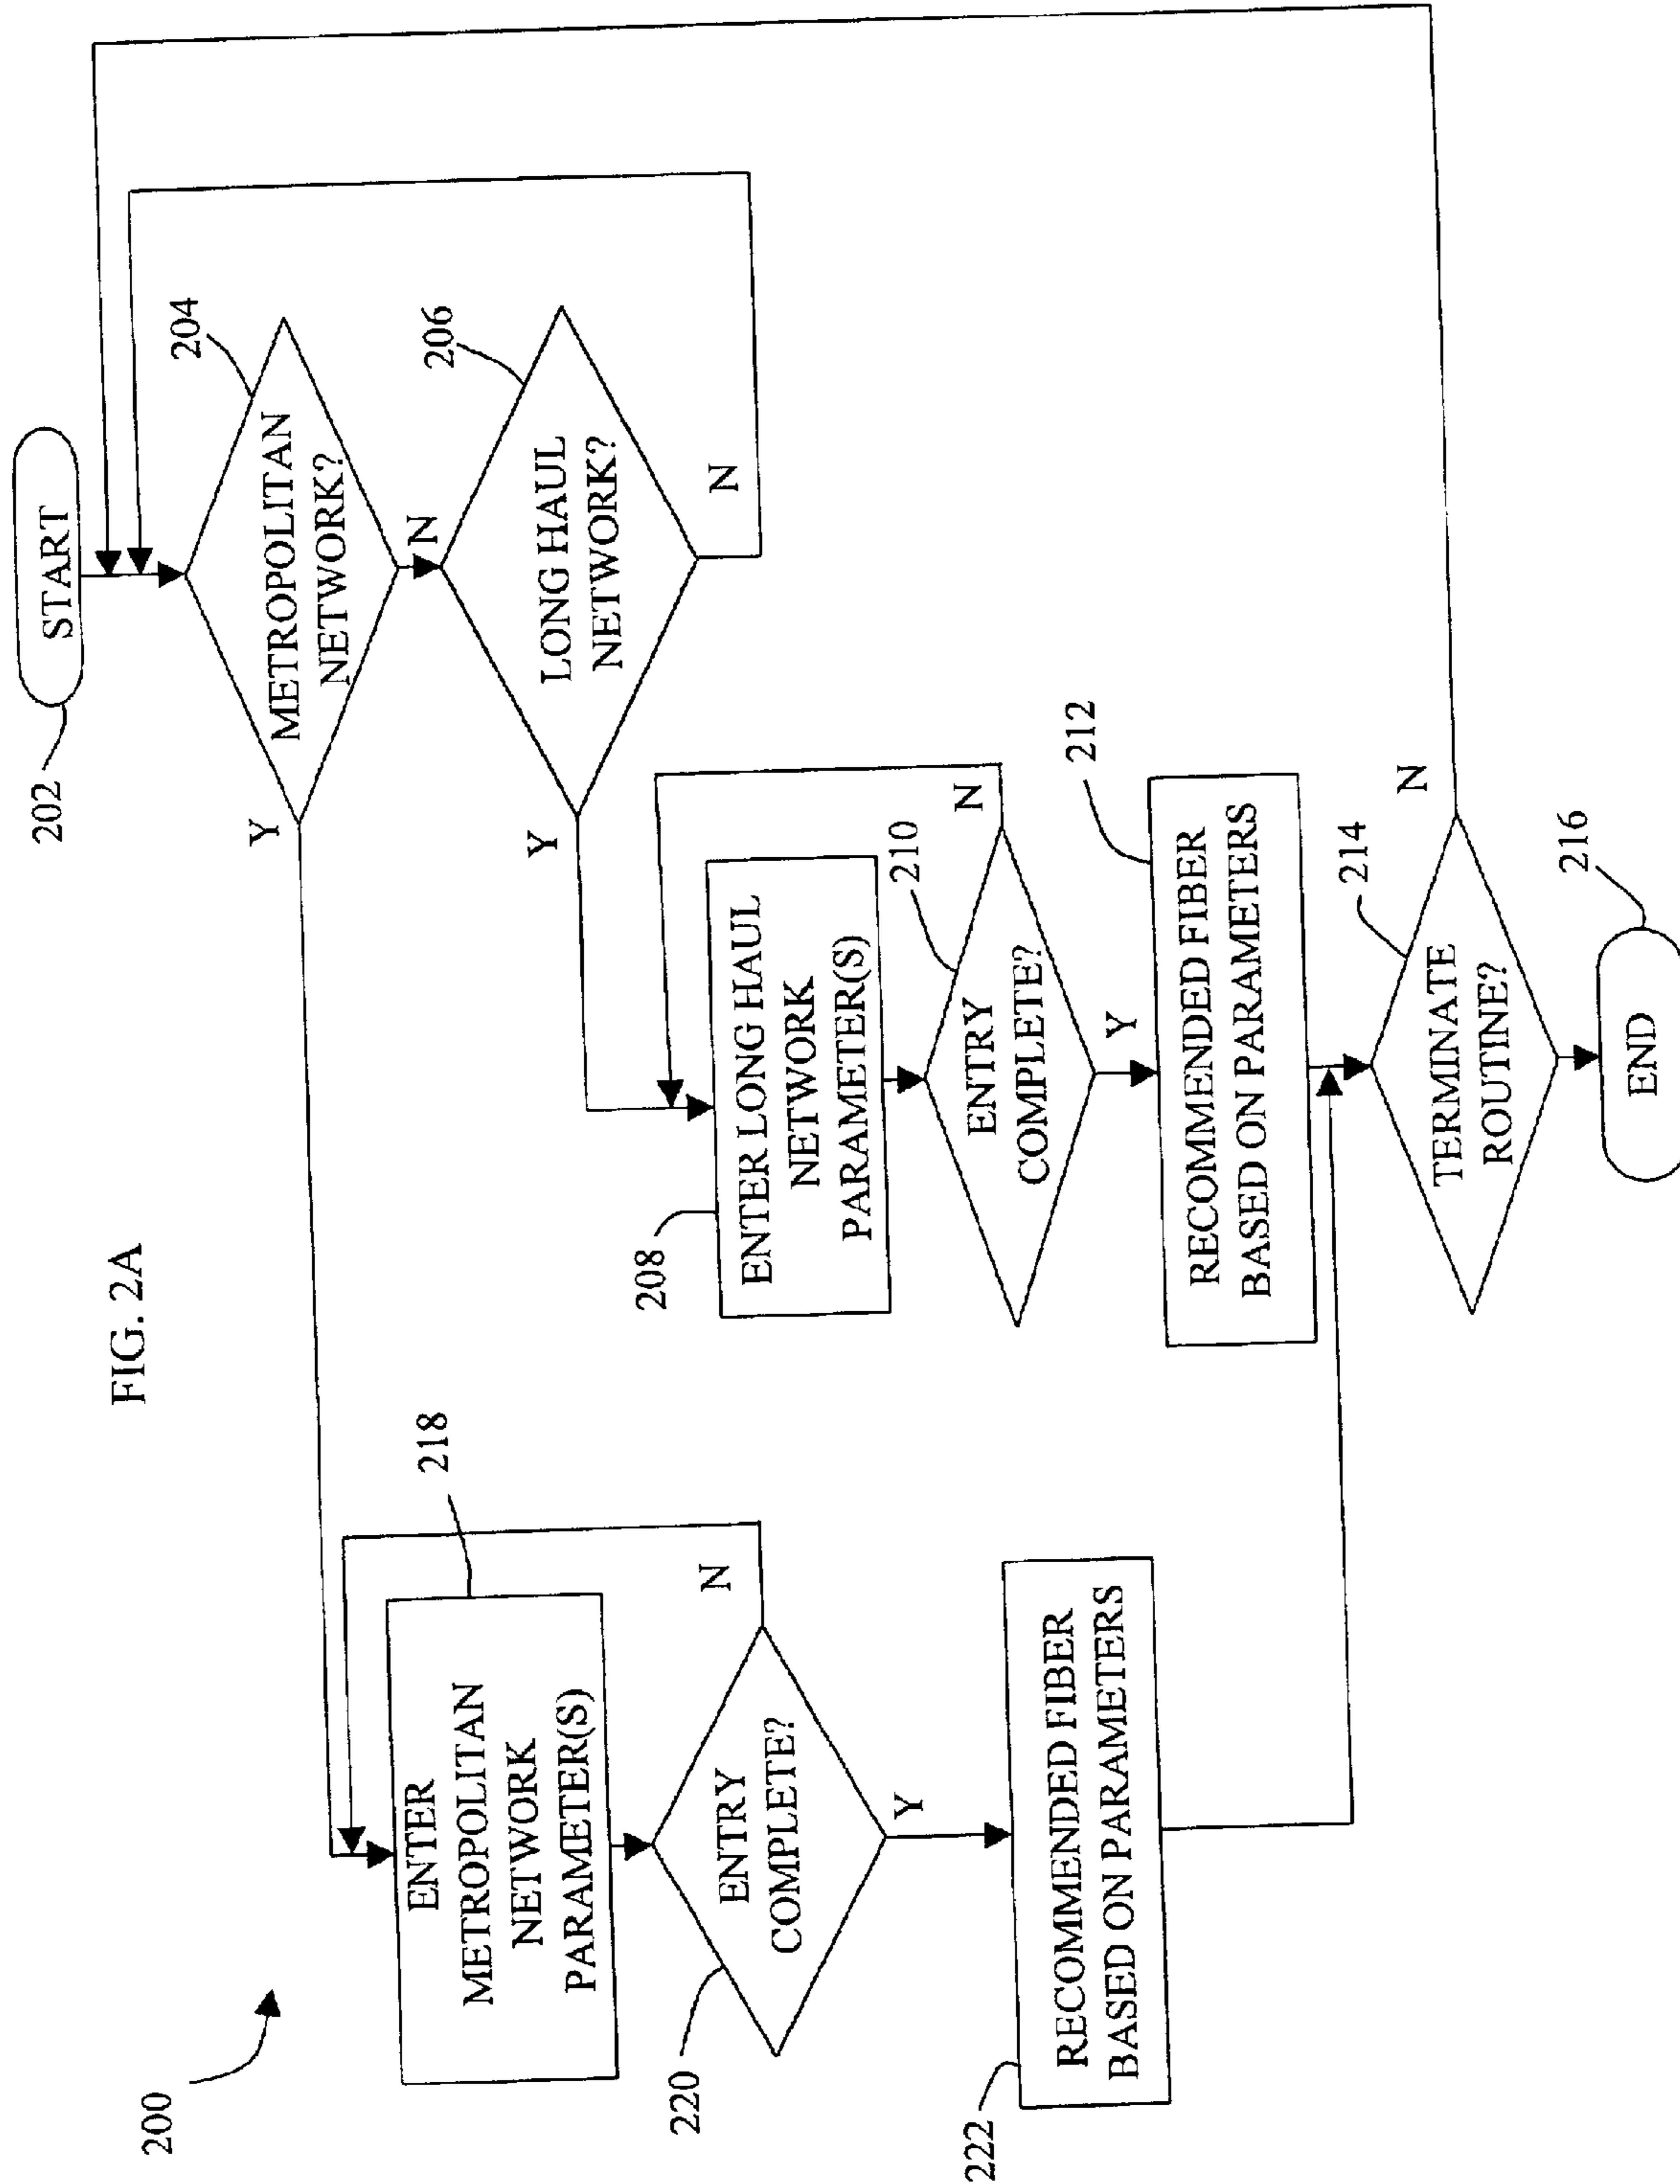 FIG. 2A
200
START
202
METROPOLITAN
NETWORK?
204
Y
N
LONG HAUL
NETWORK?
206
Y
N
ENTER LONG HAUL
NETWORK
PARAMETER(S)
208
ENTRY
COMPLETE?
210
N
Y
RECOMMENDED FIBER
BASED ON PARAMETERS
212
TERMINATE
ROUTINE?
214
N
END
216
ENTER
METROPOLITAN
NETWORK
PARAMETER(S)
218
ENTRY
COMPLETE?
220
N
Y
RECOMMENDED FIBER
BASED ON PARAMETERS
222